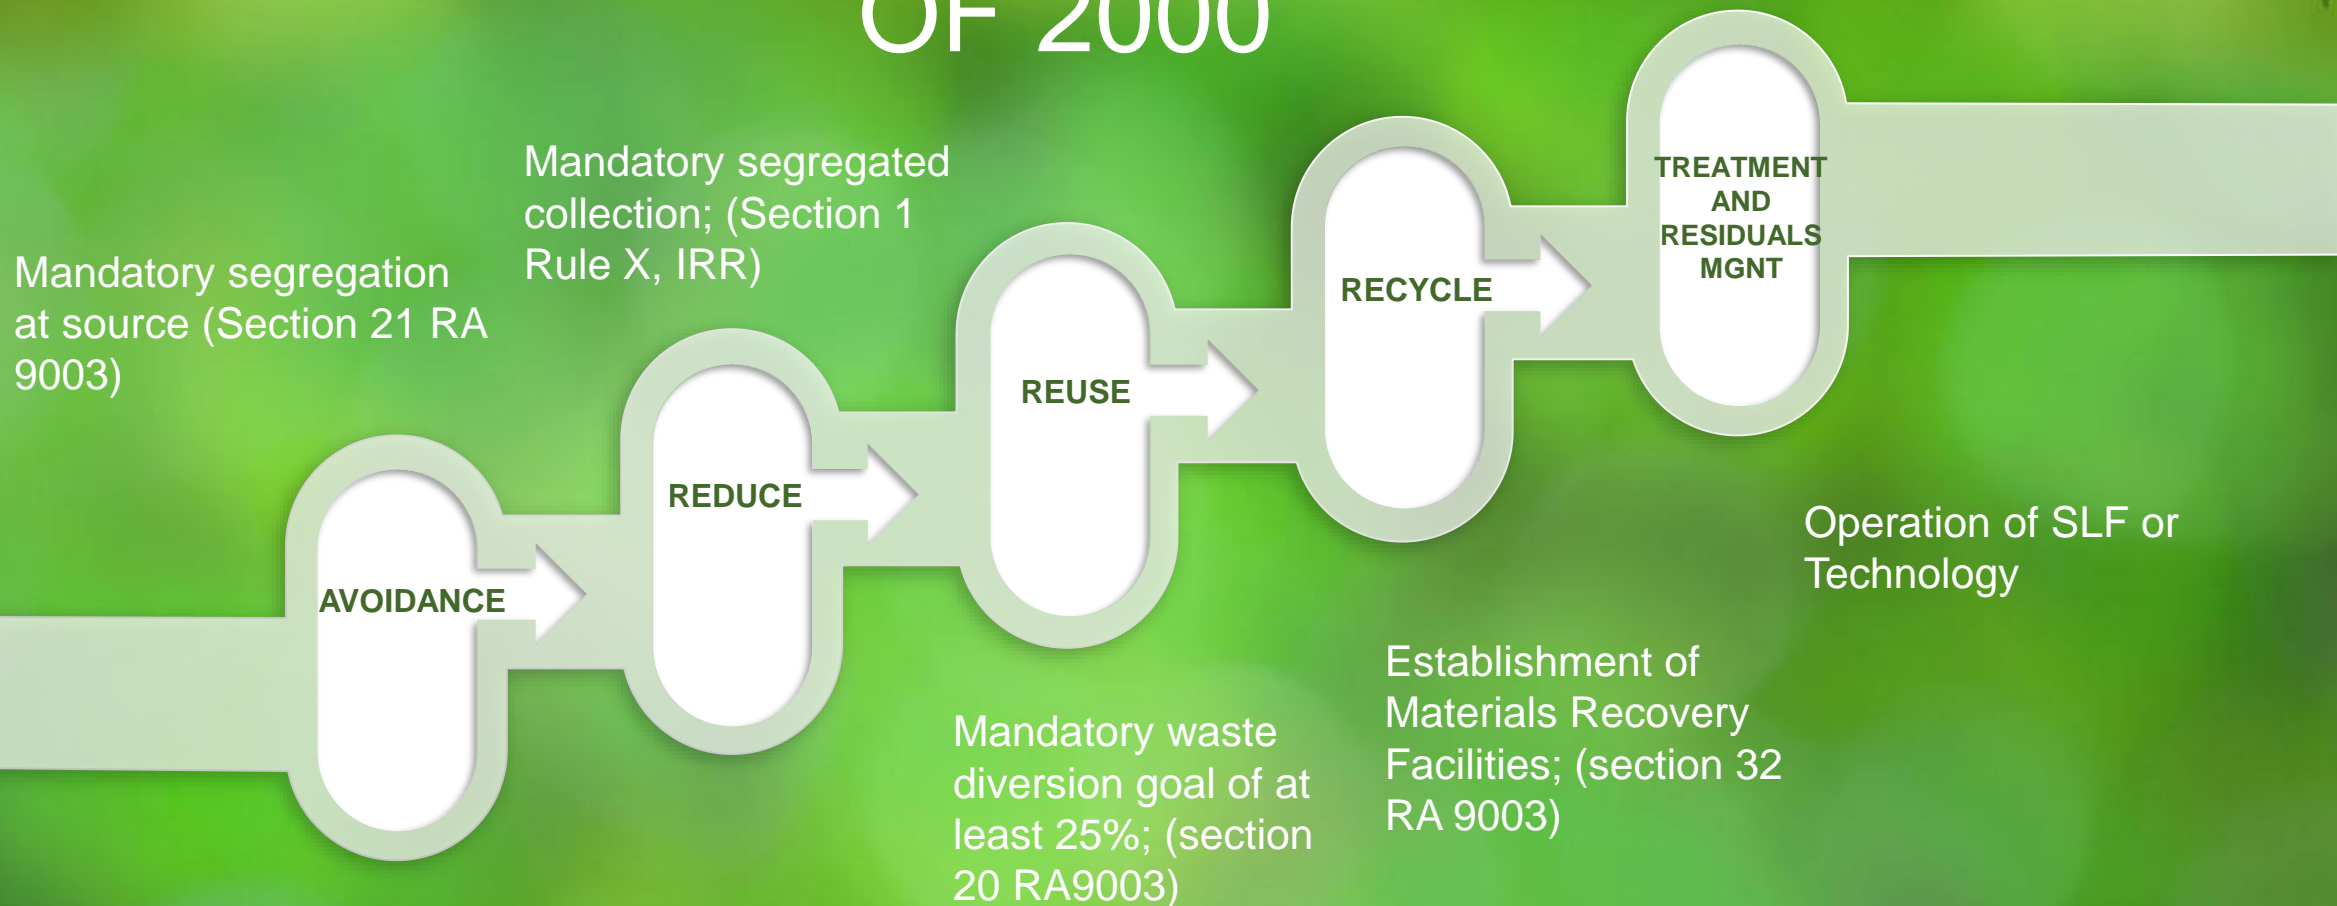 OF 2000
Mandatory segregation
at source (Section 21 RA
9003)
Mandatory segregated
collection; (Section 1
Rule X, IRR)
AVOIDANCE
REDUCE
REUSE
RECYCLE
TREATMENT
AND
RESIDUALS
MGNT
Mandatory waste
diversion goal of at
least 25%; (section
20 RA9003)
Establishment of
Materials Recovery
Facilities; (section 32
RA 9003)
Operation of SLF or
Technology